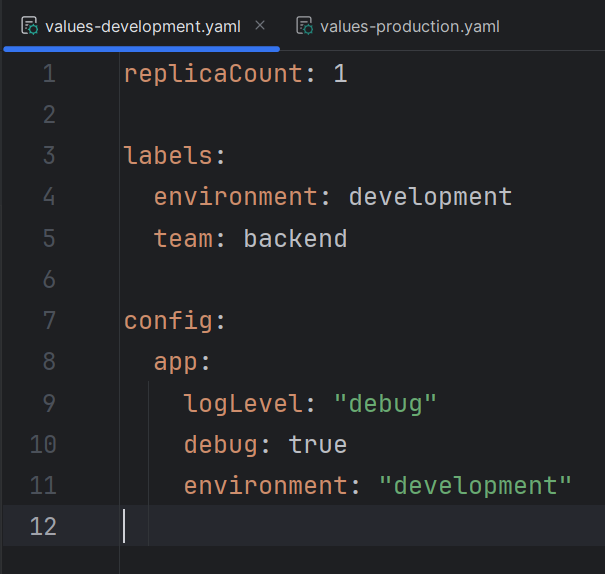 values-development.yaml × values-production.yaml
1 replicaCount: 1
2
3 labels:
4   environment: development
5   team: backend
6
7 config:
8   app:
9     logLevel: "debug"
10     debug: true
11     environment: "development"
12